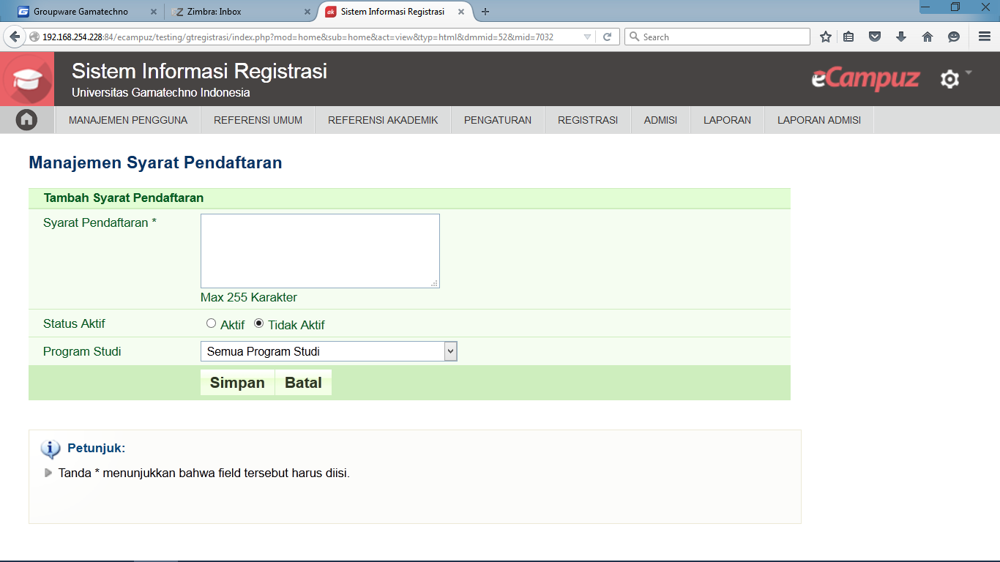 Groupware Gamatechno
Zimbra: Inbox
Sistem Informasi Registrasi
192.168.254.228:84/ecampuz/testing/gtregistrasi/index.php?mod=home&sub=home&act=view&typ=html&dmmid=52&mid=7032
Search
Sistem Informasi Registrasi
Universitas Gamatechno Indonesia
eCampuz
MANAJEMEN PENGGUNA
REFERENSI UMUM
REFERENSI AKADEMIK
PENGATURAN
REGISTRASI
ADMISI
LAPORAN
LAPORAN ADMISI
Manajemen Syarat Pendaftaran
Tambah Syarat Pendaftaran
Syarat Pendaftaran *
Max 255 Karakter
Status Aktif
Aktif
Tidak Aktif
Program Studi
Semua Program Studi
Simpan
Batal
Petunjuk:
Tanda * menunjukkan bahwa field tersebut harus diisi.